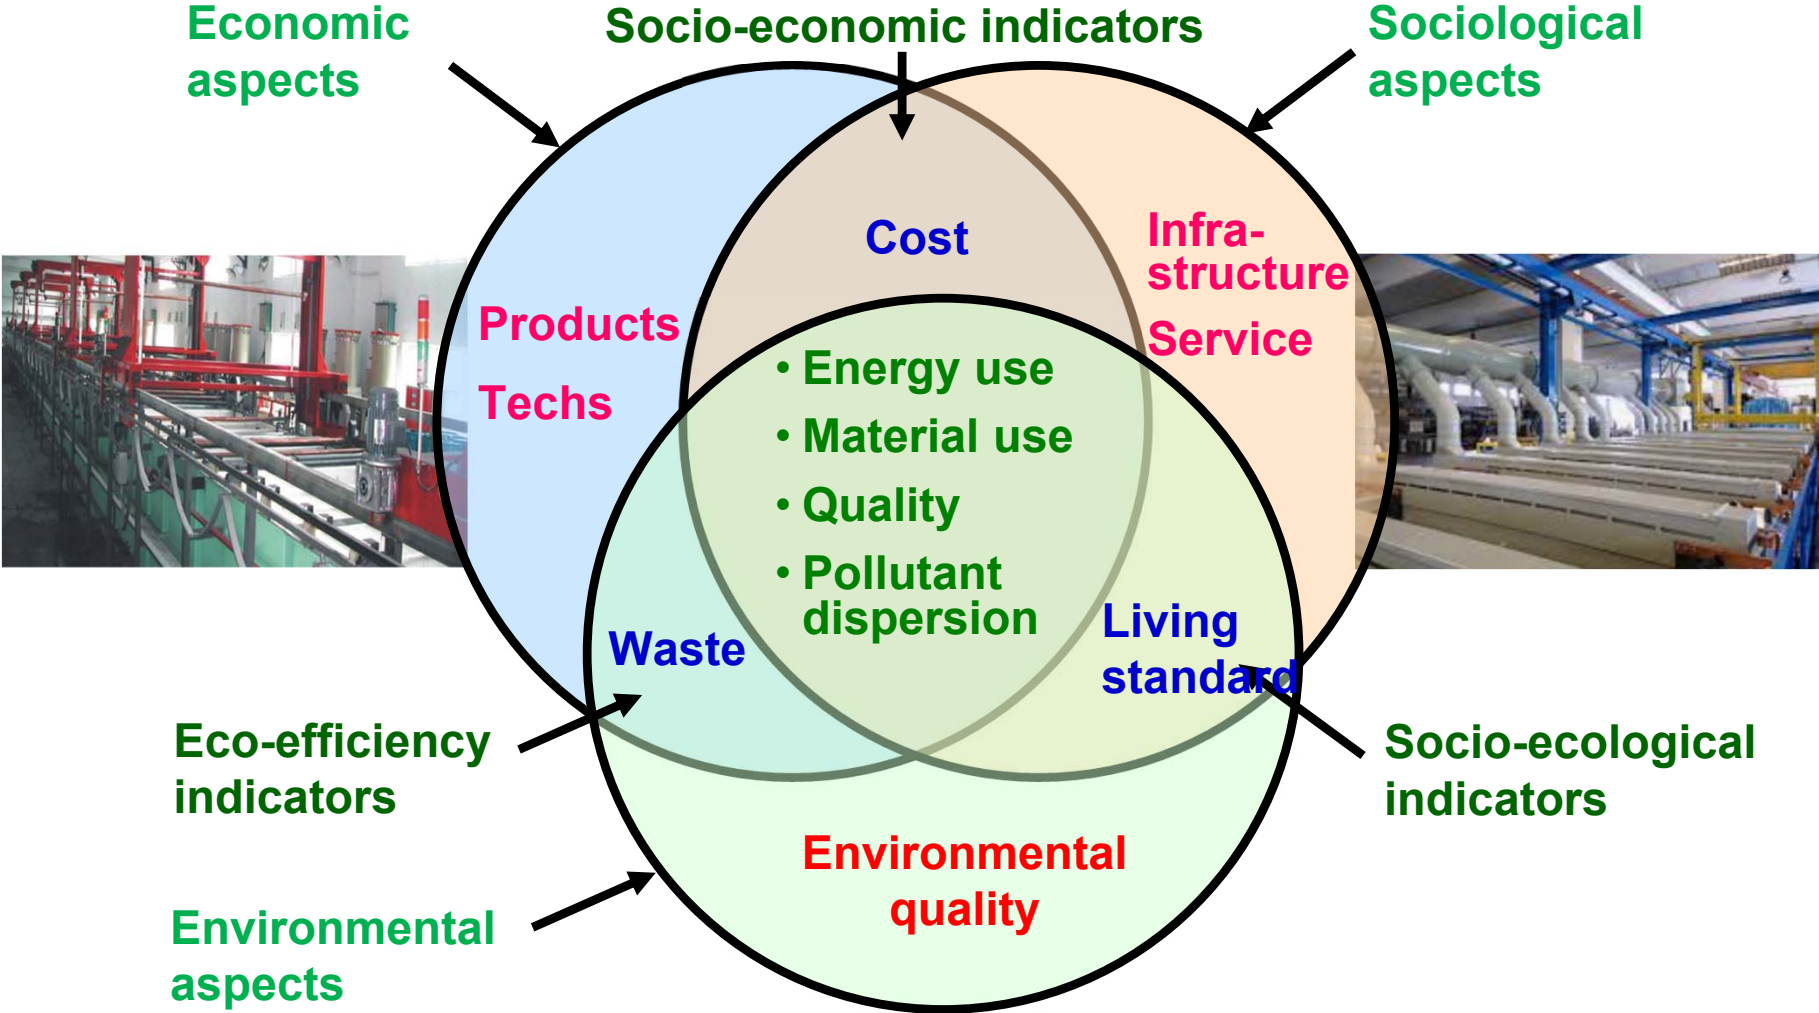 Economic
aspects
Socio-economic indicators
Sociological
aspects
Cost
Infra-
structure
Service
Products
Techs
• Energy use
• Material use
• Quality
• Pollutant
dispersion
Waste
Living
standard
Eco-efficiency
indicators
Socio-ecological
indicators
Environmental
quality
Environmental
aspects